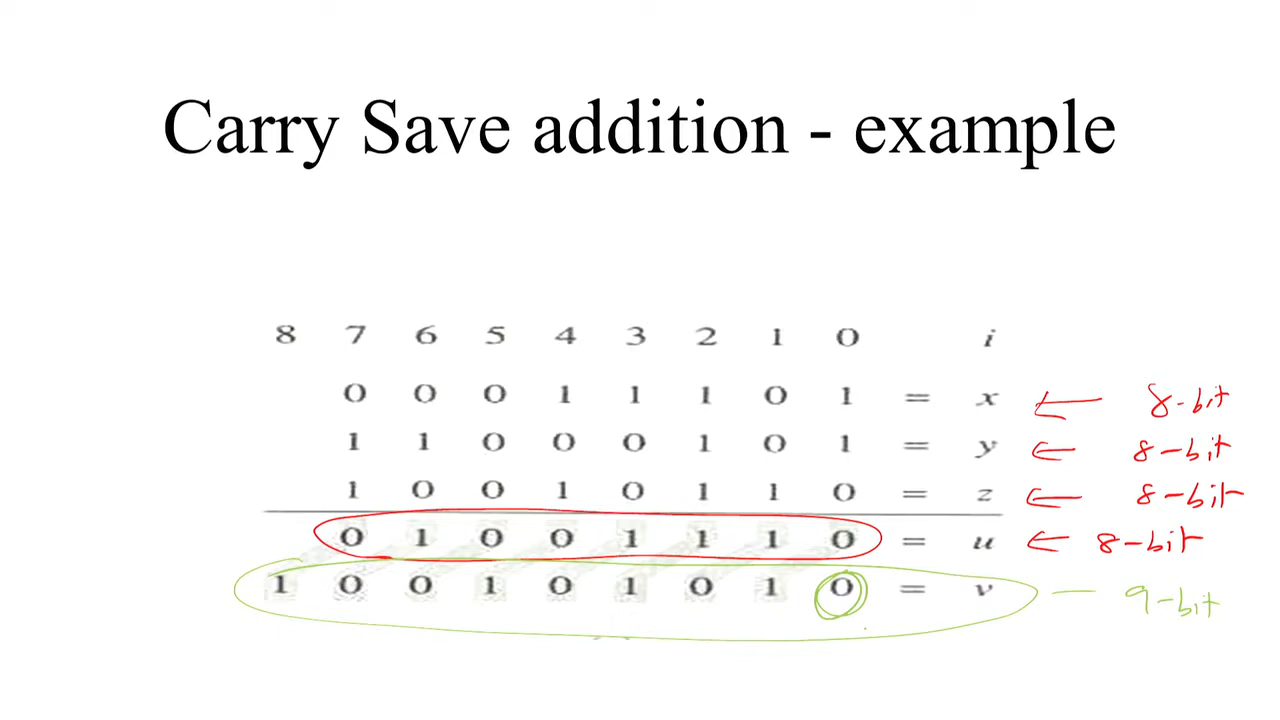 Carry Save addition - example
8 7 6 5 4 3 2 1 0 i
0 0 0 1 1 1 0 1 = x ← 8-bit
1 1 0 0 0 1 0 1 = y ← 8-bit
1 0 0 1 0 1 1 0 = z ← 8-bit
0 1 0 0 1 1 1 0 = u ← 8-bit
1 0 0 1 0 1 0 1 0 = v — 9-bit